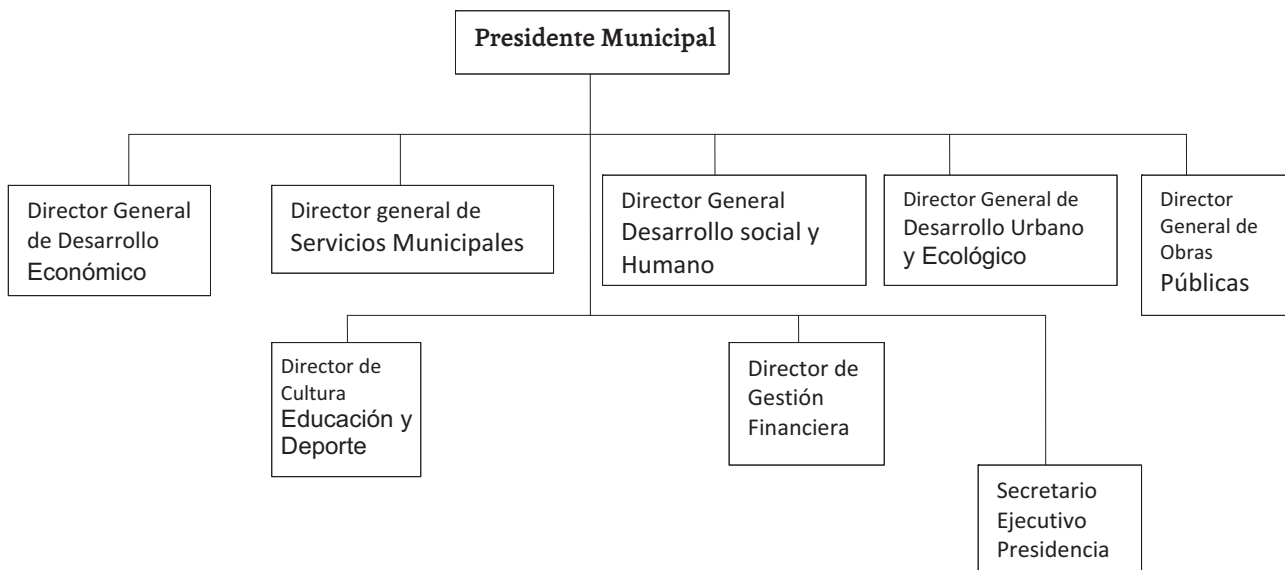 Presidente Municipal
Director General
de Desarrollo
Económico
Director general de
Servicios Municipales
Director General
Desarrollo social y
Humano
Director General de
Desarrollo Urbano
y Ecológico
Director
General de
Obras
Públicas
Director de
Cultura
Educación y
Deporte
Director de
Gestión
Financiera
Secretario
Ejecutivo
Presidencia